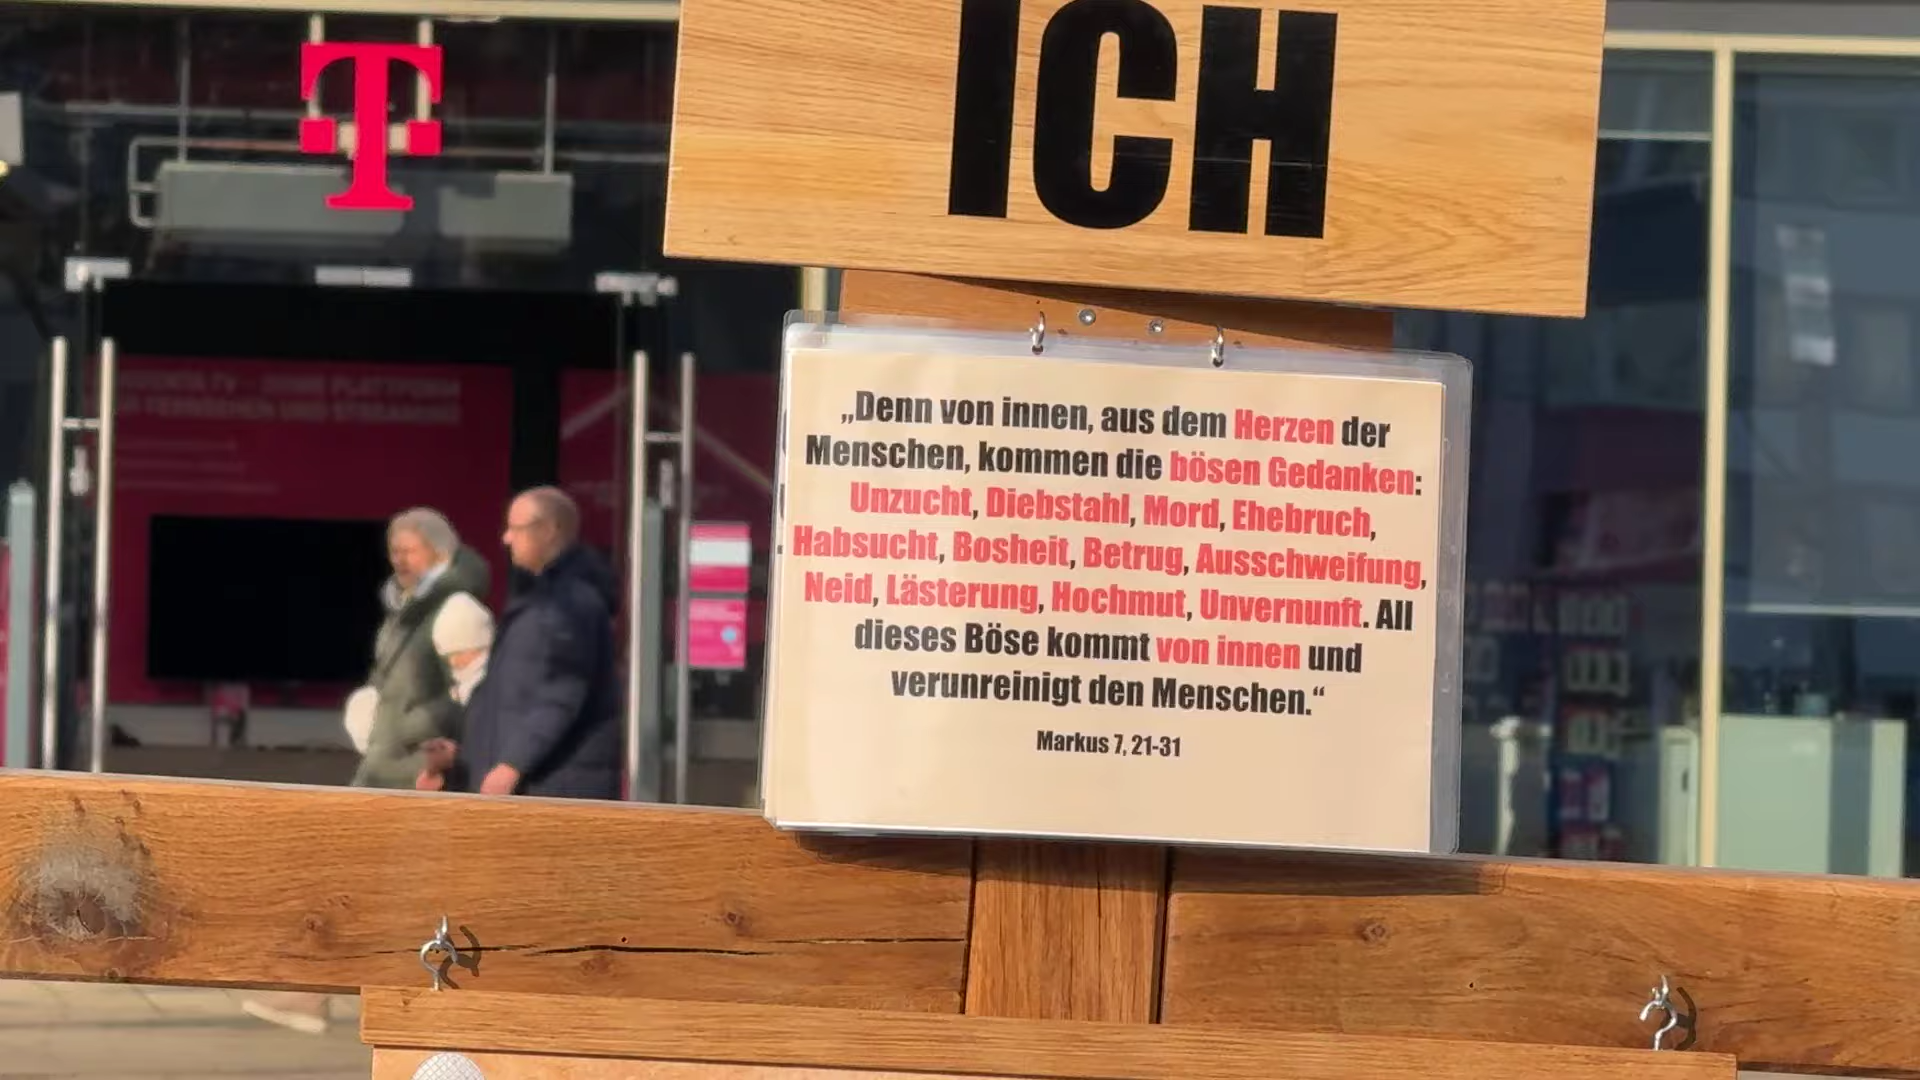 ICH
T
„Denn von innen, aus dem Herzen der
Menschen, kommen die bösen Gedanken:
Unzucht, Diebstahl, Mord, Ehebruch,
Habsucht, Bosheit, Betrug, Ausschweifung,
Neid, Lästerung, Hochmut, Unvernunft. All
dieses Böse kommt von innen und
verunreinigt den Menschen.“
Markus 7, 21-31